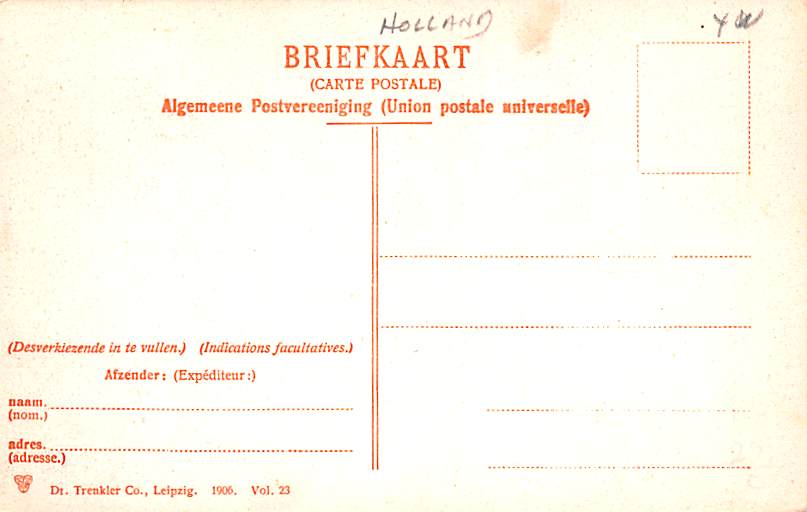 HOLLAND
BRIEFKAART
(CARTE POSTALE)
Algemeene Postvereeniging (Union postale universelle)
(Desverkiezende in te vullen.) (Indications facultatives.)
Afzender: (Expéditeur:)
naam.
(nom.)
adres.
(adresse.)
Dr. Trenkler Co., Leipzig. 1906. Vol. 23